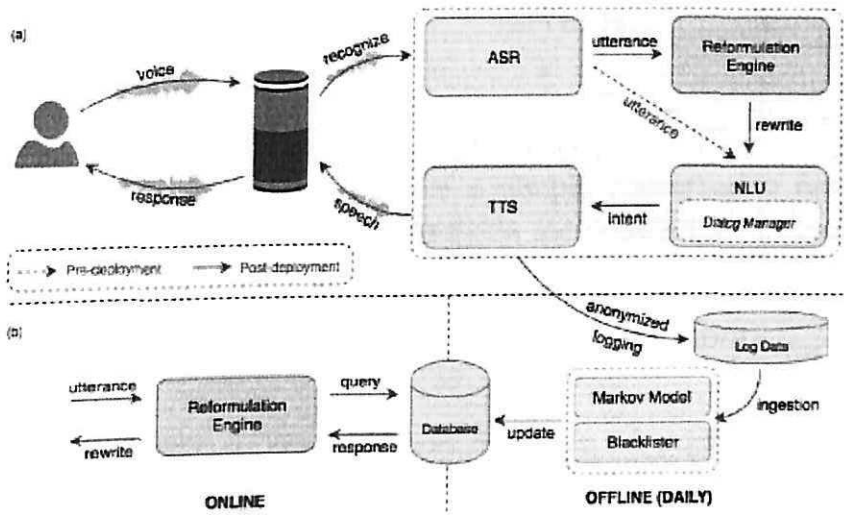 (a)
voice
response
recognize
speech
ASR
utterance
Reformulation
Engine
utterance
rewrite
NLU
Dialog Manager
intent
TTS
Pre-deployment
Post-deployment
anonymized
logging
Log Data
ingestion
(b)
utterance
rewrite
Reformulation
Engine
query
response
Database
update
Markov Model
Blacklister
ONLINE
OFFLINE (DAILY)